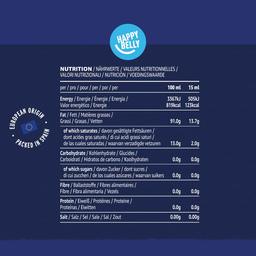 HAPPY
BELLY
NUTRITION / NÄHRWERTE / VALEURS NUTRITIONNELLES /
VALORI NUTRIZIONALI / NUTRICIÓN / VOEDINGSWAARDE
per / pro / pour / per / por / per 100 ml 15 ml
Energy / Energie / Énergie / Energia / 3367kJ 505kJ
Valor energético / Energie 819kcal 123kcal
Fat / Fett / Matières grasses /
Grassi / Grasas / Vetten 91.0g 13.7g
of which saturates / davon gesättigte Fettsäuren /
dont acides gras saturés / di cui acidi grassi saturi /
de las cuales saturadas / waarvan verzadigde vetzuren 13.0g 2.0g
Carbohydrate / Kohlenhydrate / Glucides /
Carboidrati / Hidratos de carbono / Koolhydraten 0.0g 0.0g
of which sugars / davon Zucker / dont sucres /
di cui zuccheri / de los cuales azúcares / waarvan suikers 0.0g 0.0g
Fibre / Ballaststoffe / Fibres alimentaires /
Fibre / Fibra alimentaria / Vezels 0.0g 0.0g
Protein / Eiweiß / Protéines / Proteine /
Proteínas / Eiwitten 0.0g 0.0g
Salt / Salz / Sel / Sale / Sal / Zout 0.00g 0.00g
EUROPEAN ORIGIN
PACKED IN SPAIN